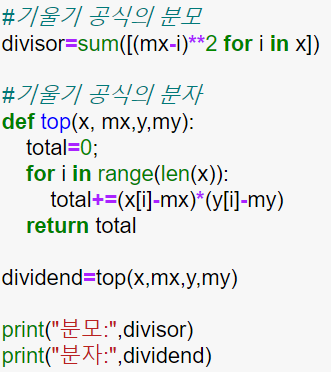 #기울기 공식의 분모
divisor=sum([(mx-i)**2 for i in x])
#기울기 공식의 분자
def top(x, mx,y,my):
    total=0;
    for i in range(len(x)):
        total+=(x[i]-mx)*(y[i]-my)
    return total
dividend=top(x,mx,y,my)
print("분모:",divisor)
print("분자:",dividend)